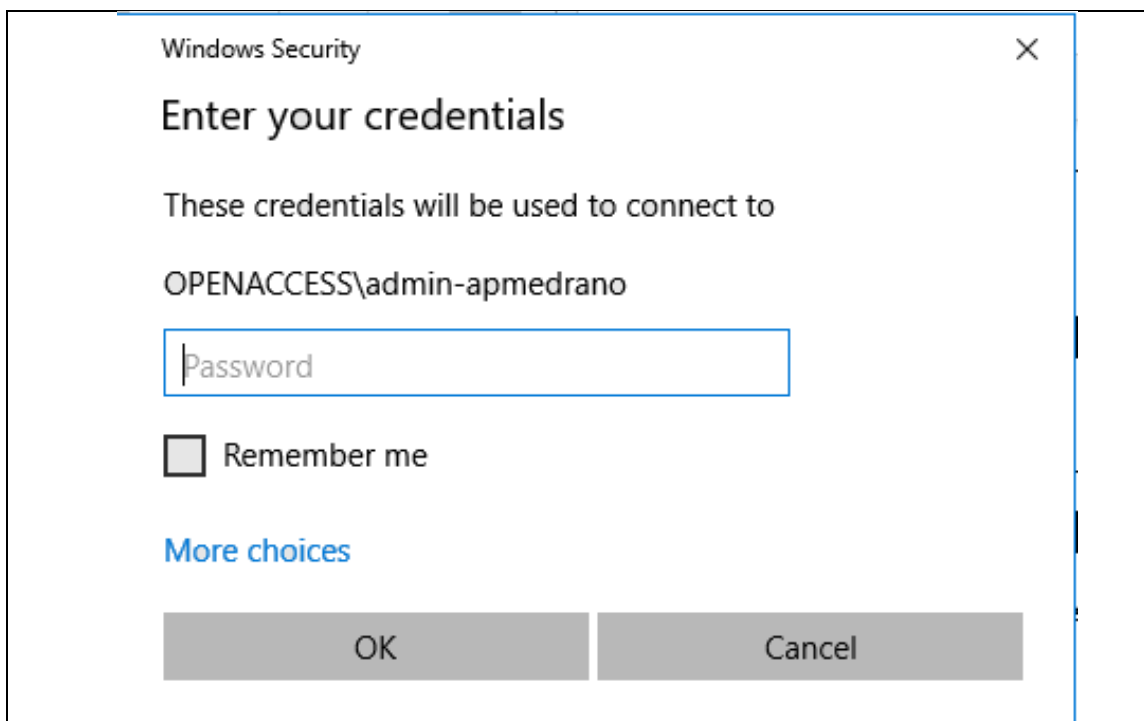 Windows Security
Enter your credentials
These credentials will be used to connect to
OPENACCESS\admin-apmedrano
Password
Remember me
More choices
OK
Cancel